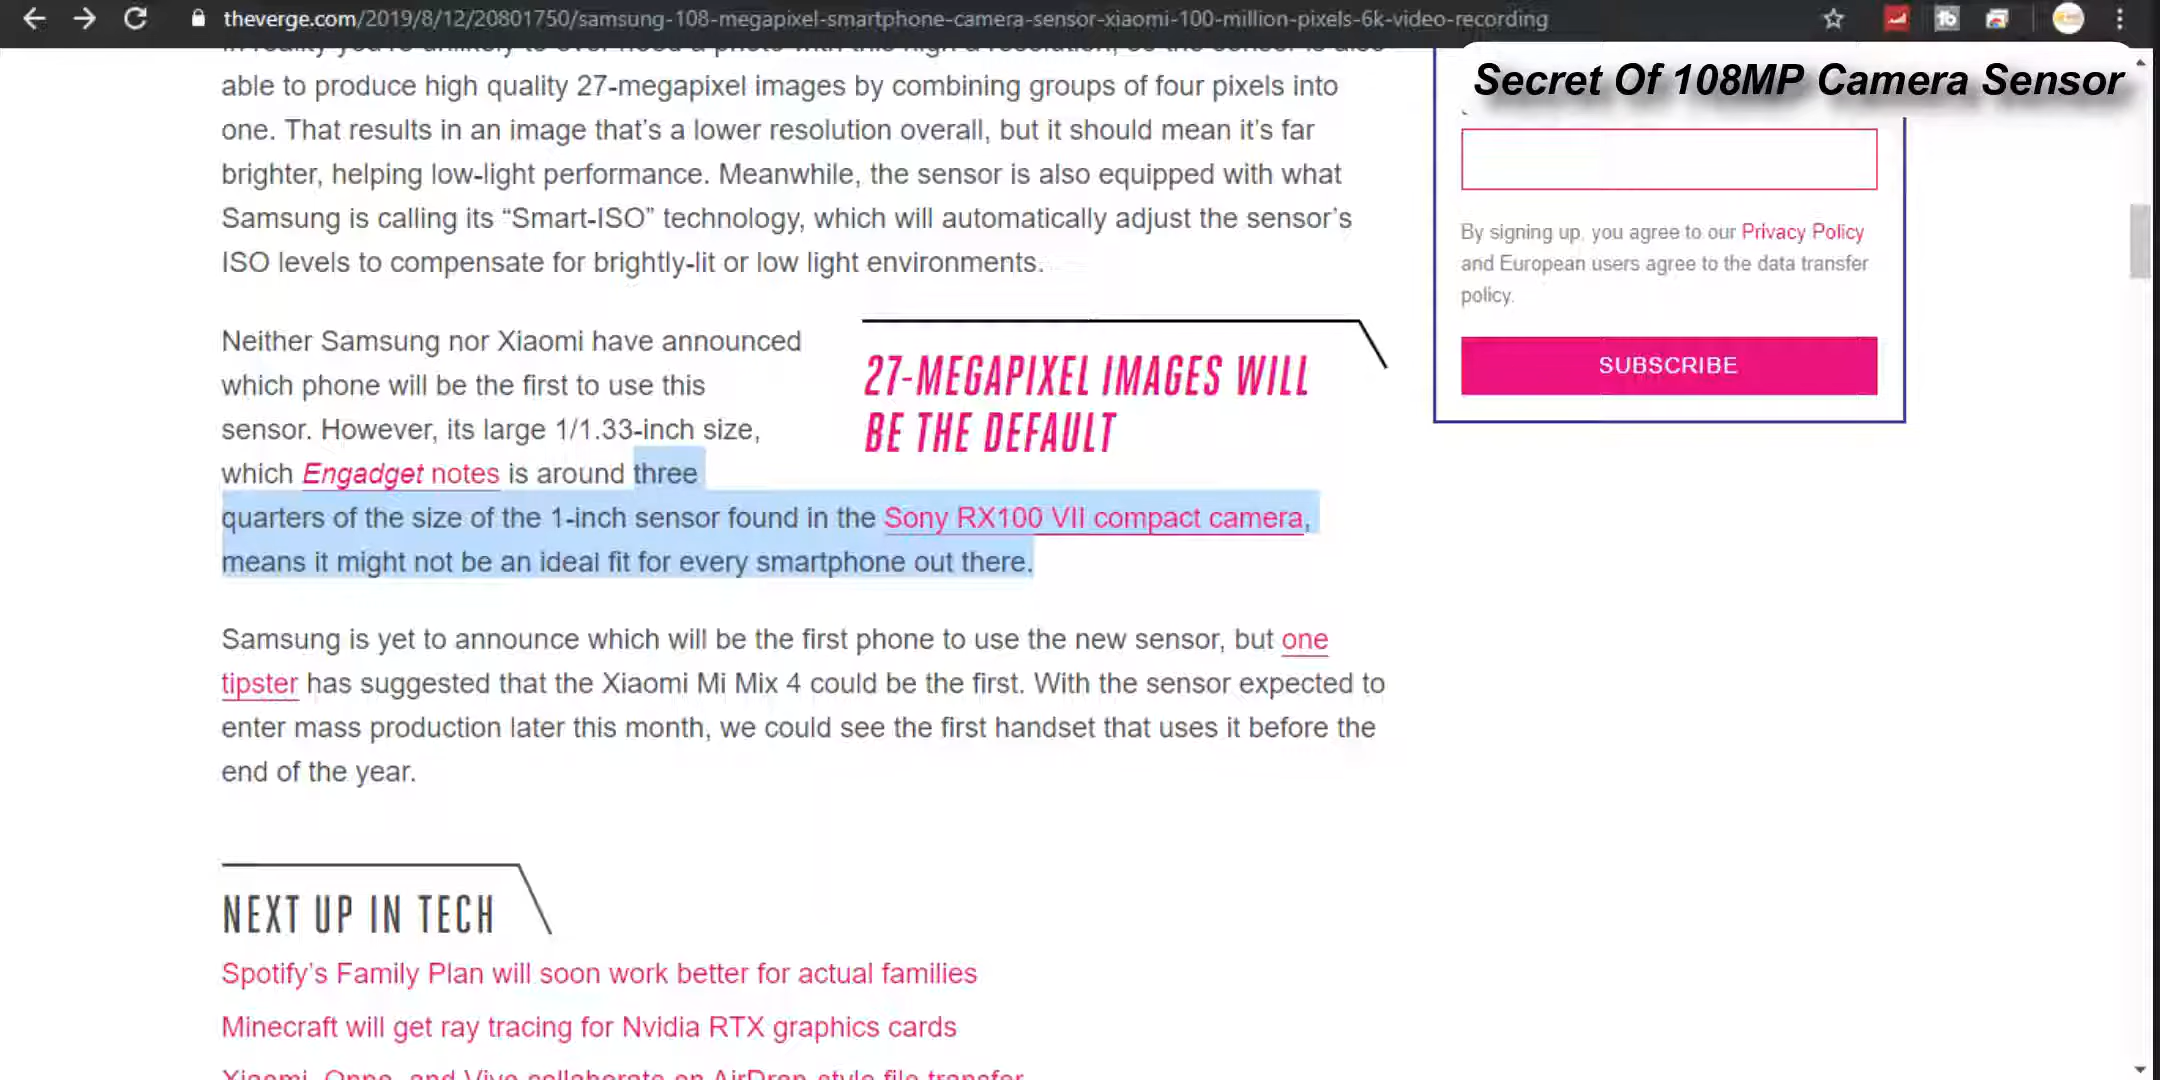 theverge.com/2019/8/12/20801750/samsung-108-megapixel-smartphone-camera-sensor-xiaomi-100-million-pixels-6k-video-recording
Secret Of 108MP Camera Sensor
able to produce high quality 27-megapixel images by combining groups of four pixels into
one. That results in an image that’s a lower resolution overall, but it should mean it’s far
brighter, helping low-light performance. Meanwhile, the sensor is also equipped with what
Samsung is calling its “Smart-ISO” technology, which will automatically adjust the sensor’s
ISO levels to compensate for brightly-lit or low light environments.
Neither Samsung nor Xiaomi have announced
which phone will be the first to use this
sensor. However, its large 1/1.33-inch size,
which Engadget notes is around three
quarters of the size of the 1-inch sensor found in the Sony RX100 VII compact camera,
means it might not be an ideal fit for every smartphone out there.
27-MEGAPIXEL IMAGES WILL
BE THE DEFAULT
Samsung is yet to announce which will be the first phone to use the new sensor, but one
tipster has suggested that the Xiaomi Mi Mix 4 could be the first. With the sensor expected to
enter mass production later this month, we could see the first handset that uses it before the
end of the year.
NEXT UP IN TECH
Spotify’s Family Plan will soon work better for actual families
Minecraft will get ray tracing for Nvidia RTX graphics cards
Xiaomi, Oppo, and Vivo collaborate on AirDrop-style file transfer
By signing up, you agree to our Privacy Policy
and European users agree to the data transfer
policy.
SUBSCRIBE